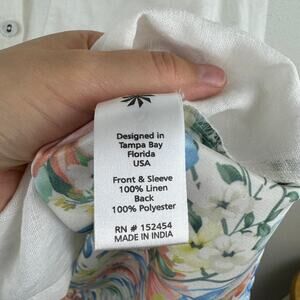 Designed in
Tampa Bay
Florida
USA
Front & Sleeve
100% Linen
Back
100% Polyester
RN # 152454
MADE IN INDIA